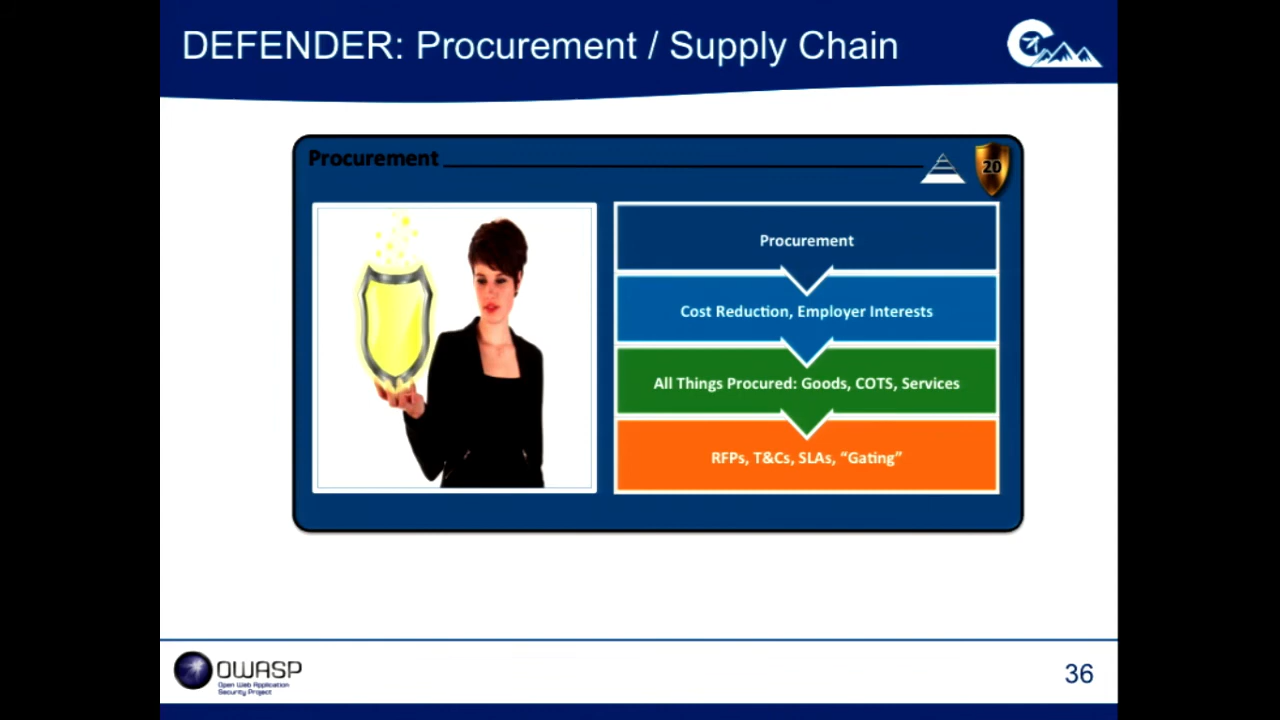 DEFENDER: Procurement / Supply Chain
Procurement
20
Procurement
Cost Reduction, Employer Interests
All Things Procured: Goods, COTS, Services
RFPs, T&Cs, SLAs, “Gating”
OWASP
Open Web Application
Security Project
36